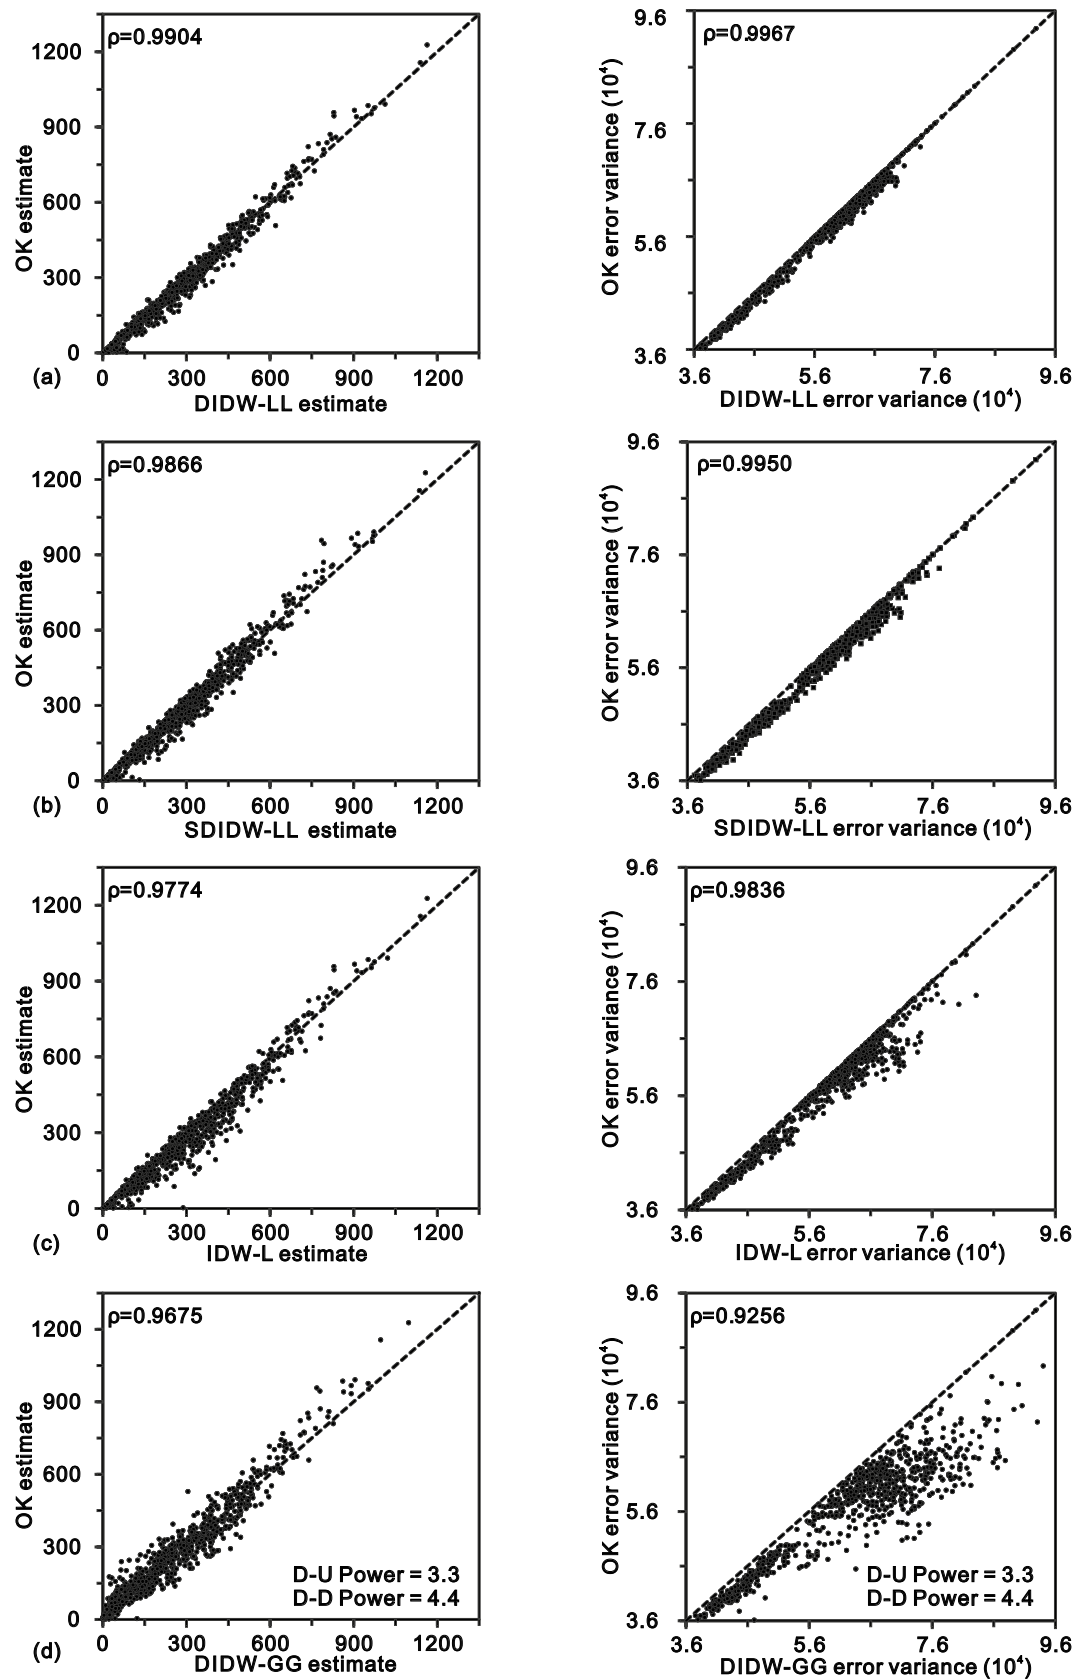 ρ=0.9904
1200
900
600
300
0
OK estimate
0 300 600 900 1200
DIDW-LL estimate
(a)
ρ=0.9967
9.6
7.6
5.6
3.6
OK error variance (10⁴)
3.6 5.6 7.6 9.6
DIDW-LL error variance (10⁴)
ρ=0.9866
1200
900
600
300
0
OK estimate
0 300 600 900 1200
SDIDW-LL estimate
(b)
ρ=0.9950
9.6
7.6
5.6
3.6
OK error variance (10⁴)
3.6 5.6 7.6 9.6
SDIDW-LL error variance (10⁴)
ρ=0.9774
1200
900
600
300
0
OK estimate
0 300 600 900 1200
IDW-L estimate
(c)
ρ=0.9836
9.6
7.6
5.6
3.6
OK error variance (10⁴)
3.6 5.6 7.6 9.6
IDW-L error variance (10⁴)
ρ=0.9675
1200
900
600
300
0
OK estimate
D-U Power = 3.3
D-D Power = 4.4
0 300 600 900 1200
DIDW-GG estimate
(d)
ρ=0.9256
9.6
7.6
5.6
3.6
OK error variance (10⁴)
D-U Power = 3.3
D-D Power = 4.4
3.6 5.6 7.6 9.6
DIDW-GG error variance (10⁴)